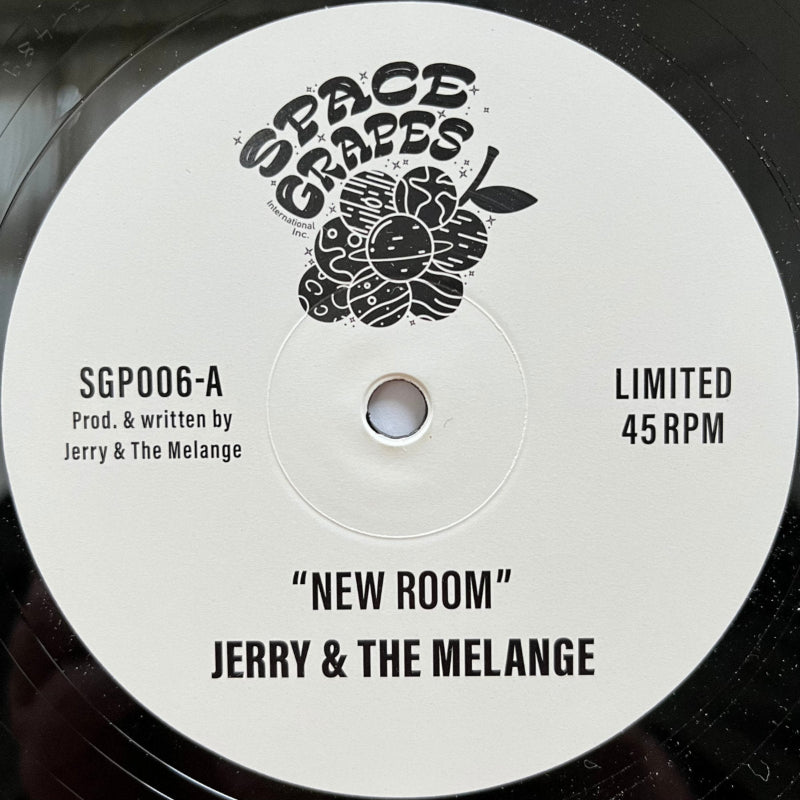 SPACE
GRAPES
International
Inc.
SGP006-A
Prod. & written by
Jerry & The Melange
LIMITED
45 RPM
“NEW ROOM”
JERRY & THE MELANGE